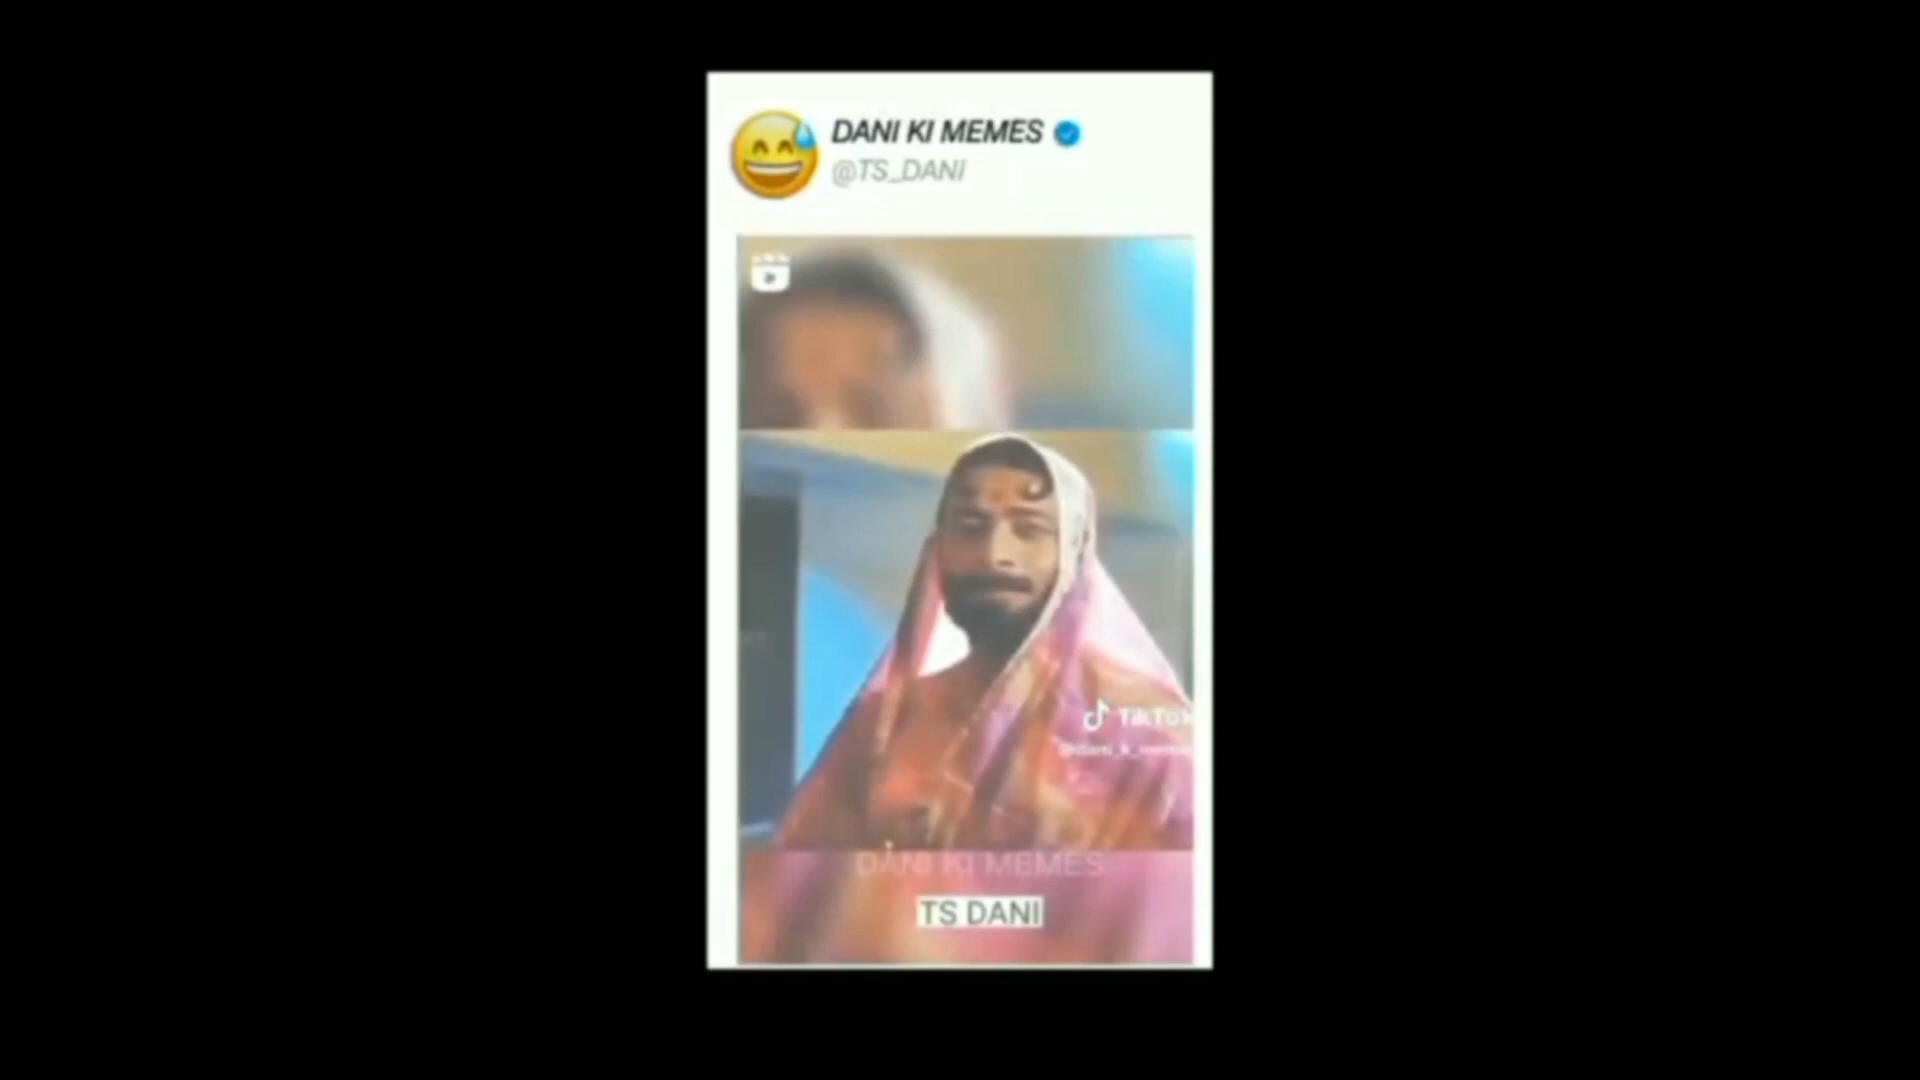 DANI KI MEMES
@TS_DANI
TikTok
DANI KI MEMES
TS DANI